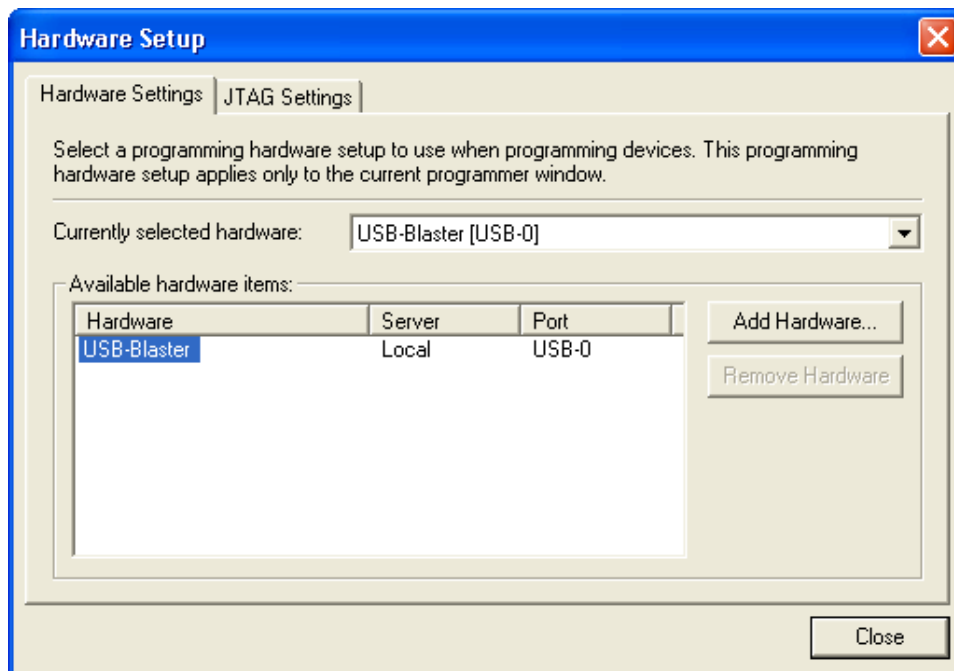 Hardware Setup
Hardware Settings
JTAG Settings
Select a programming hardware setup to use when programming devices. This programming
hardware setup applies only to the current programmer window.
Currently selected hardware:
USB-Blaster [USB-0]
Available hardware items:
Hardware Server Port
USB-Blaster Local USB-0
Add Hardware...
Remove Hardware
Close